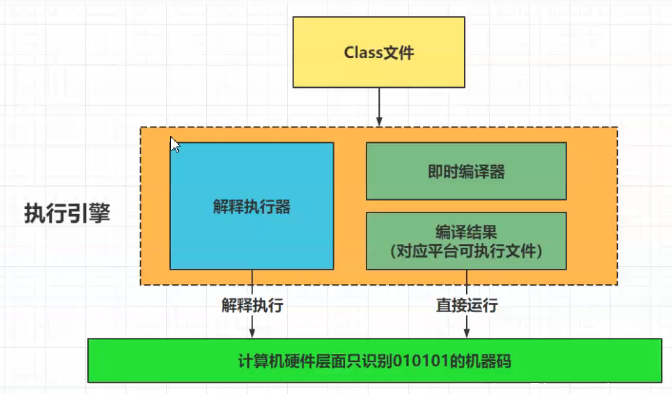 Class文件
执行引擎
解释执行器
即时编译器
编译结果
（对应平台可执行文件）
解释执行
直接运行
计算机硬件层面只识别010101的机器码